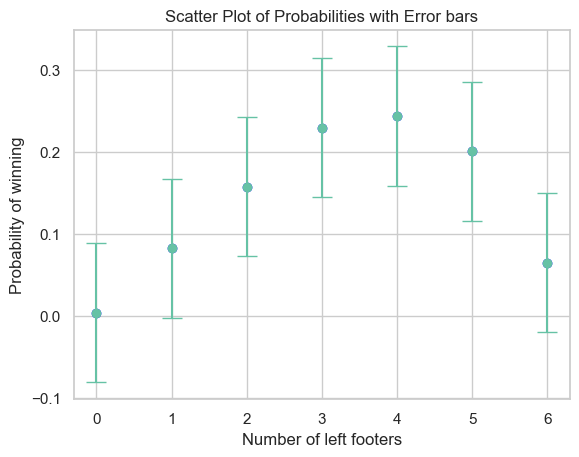 Scatter Plot of Probabilities with Error bars
0.3
0.2
0.1
0.0
−0.1
Probability of winning
0 1 2 3 4 5 6
Number of left footers